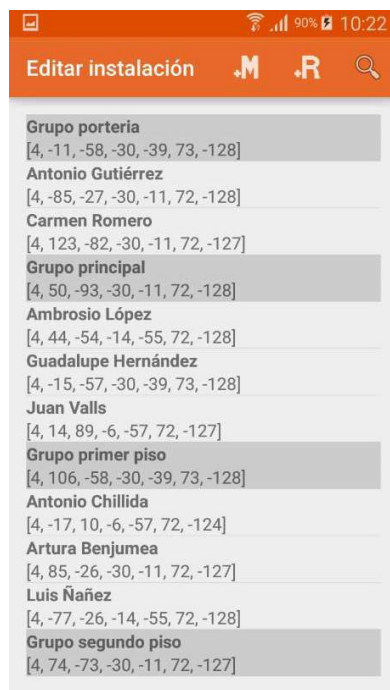 90% 10:22
Editar instalación +M +R
Grupo porteria
[4, -11, -58, -30, -39, 73, -128]
Antonio Gutiérrez
[4, -85, -27, -30, -11, 72, -128]
Carmen Romero
[4, 123, -82, -30, -11, 72, -127]
Grupo principal
[4, 50, -93, -30, -11, 72, -128]
Ambrosio López
[4, 44, -54, -14, -55, 72, -128]
Guadalupe Hernández
[4, -15, -57, -30, -39, 73, -128]
Juan Valls
[4, 14, 89, -6, -57, 72, -127]
Grupo primer piso
[4, 106, -58, -30, -39, 73, -128]
Antonio Chillida
[4, -17, 10, -6, -57, 72, -124]
Artura Benjumea
[4, 85, -26, -30, -11, 72, -127]
Luis Ñañez
[4, -77, -26, -14, -55, 72, -128]
Grupo segundo piso
[4, 74, -73, -30, -11, 72, -127]